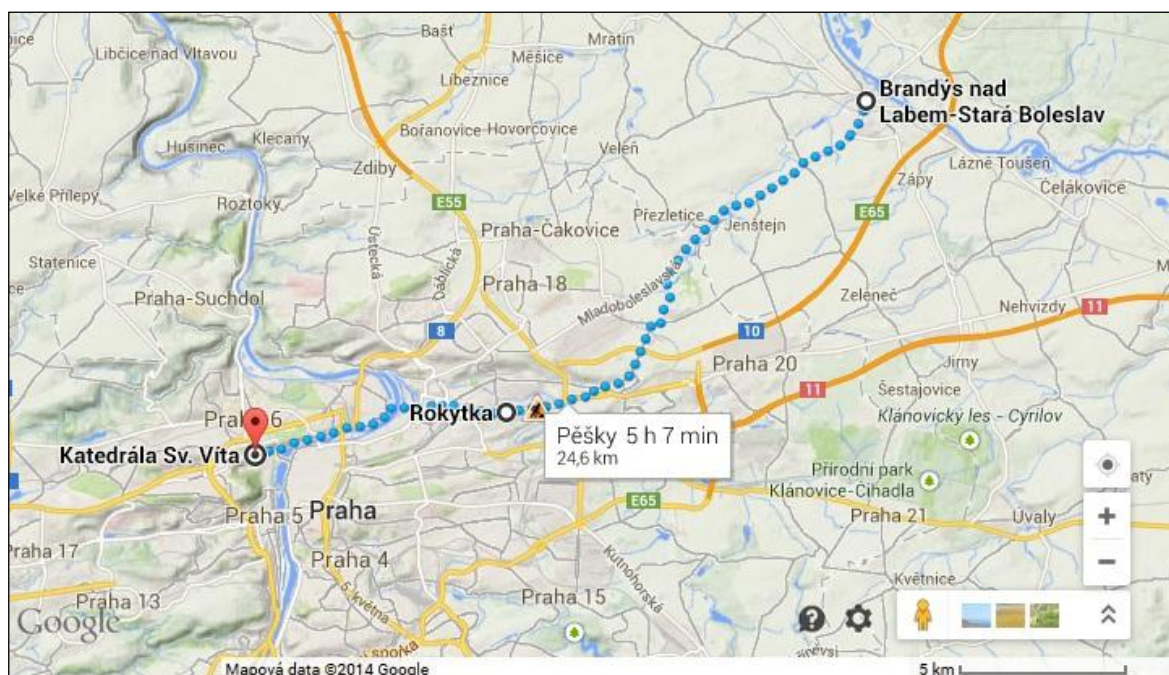 Libčice nad Vltavou
Bašť
Mratín
Měšice
Líbeznice
Brandýs nad
Labem-Stará Boleslav
Klecany
Bořanovice
Hovorcovice
Husinec
Veleň
Zdiby
Lázně Toušeň
Velké Přílepy
Zápy
Čelákovice
Roztoky
E55
E65
Přezletice
Jenštejn
Ústecká
Praha-Čakovice
Statenice
Ďáblická
Praha 18
Mladoboleslavská
Praha-Suchdol
Zeleneč
Nehvizdy
11
8
10
Praha 20
Jirny
11
Šestajovice
Praha 6
Rokytka
Klánovický les - Cyrilov
Katedrála Sv. Víta
Pěšky 5 h 7 min
24,6 km
Přírodní park
Klánovice-Čihadla
E65
Praha 5
Praha
Praha 21
Úvaly
Praha 17
Praha 4
Kutnohorská
Květnice
Praha 13
5. května
Praha 15
Google
spojka
Mapová data ©2014 Google
5 km